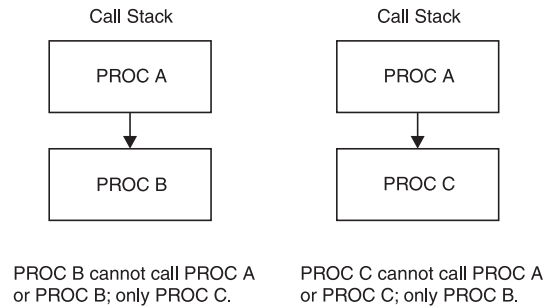 Call Stack
PROC A
PROC B
PROC B cannot call PROC A
or PROC B; only PROC C.
Call Stack
PROC A
PROC C
PROC C cannot call PROC A
or PROC C; only PROC B.